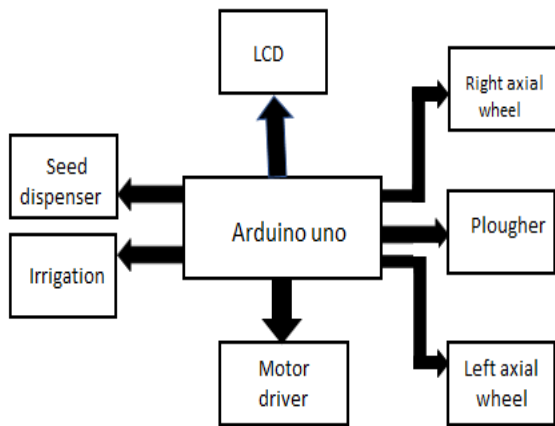 LCD
Right axial
wheel
Seed
dispenser
Arduino uno
Plougher
Irrigation
Motor
driver
Left axial
wheel